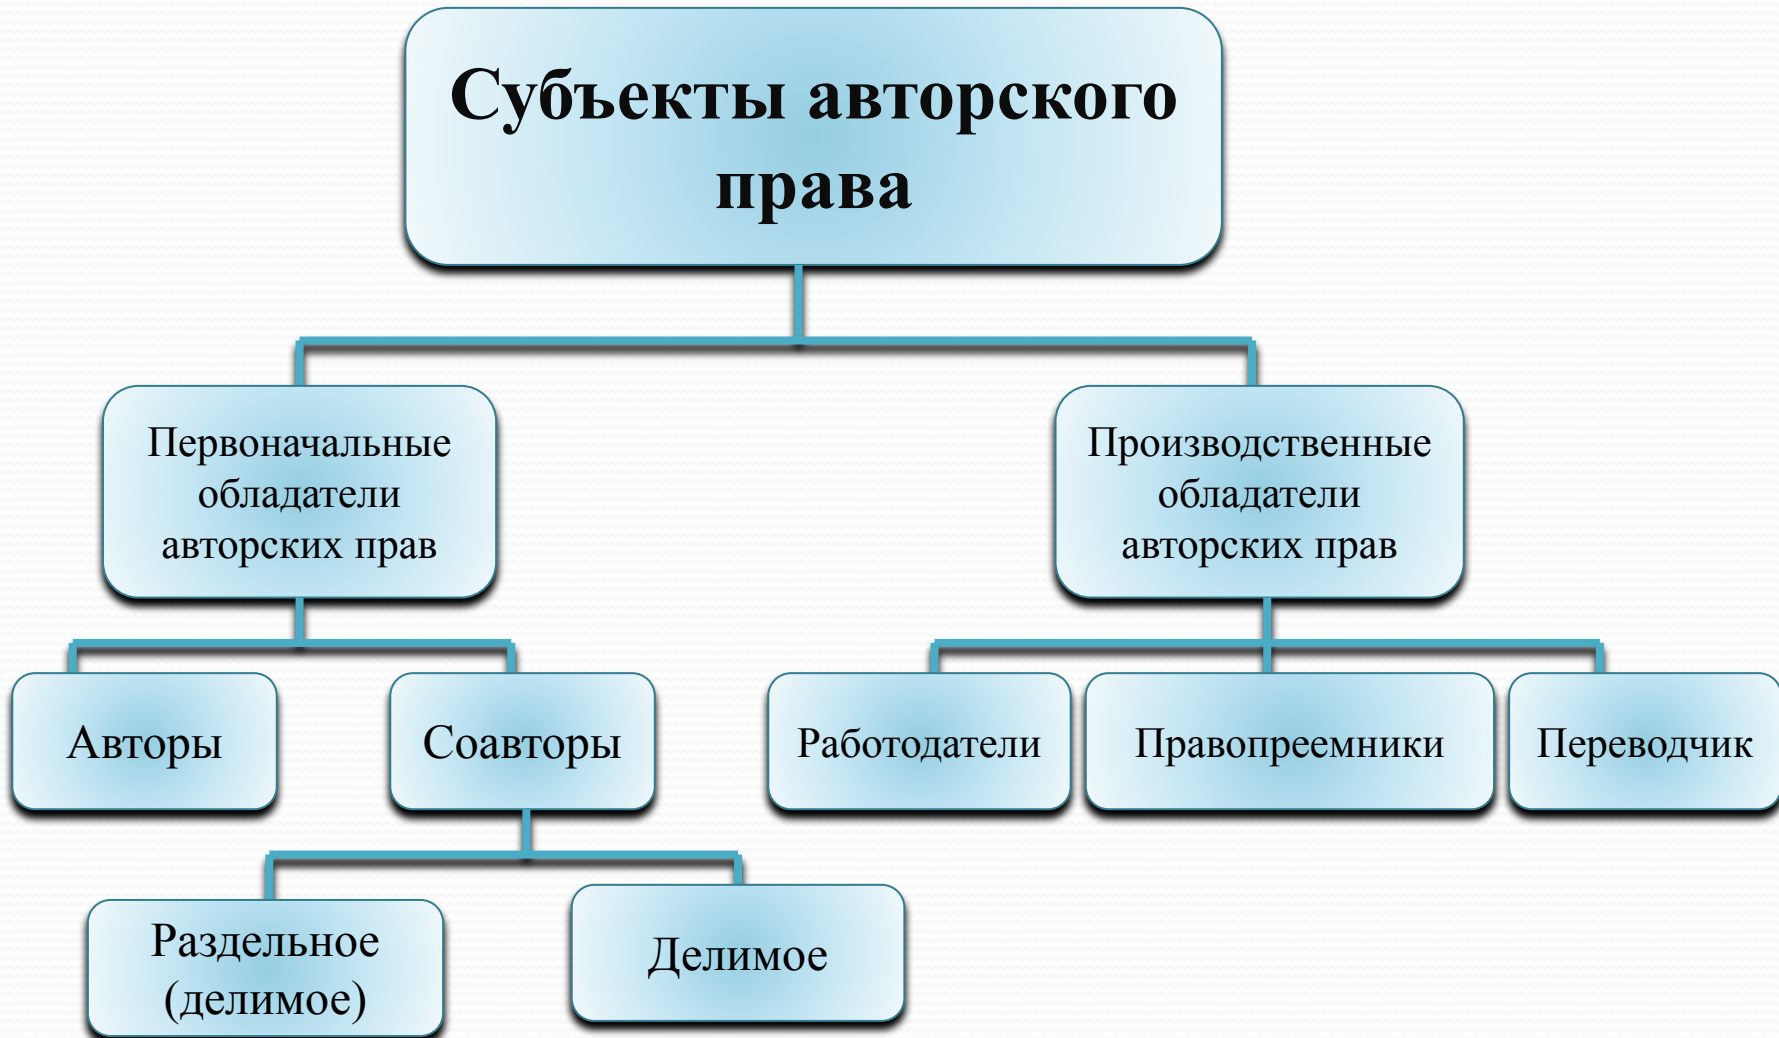 Субъекты авторского
права
Первоначальные
обладатели
авторских прав
Производственные
обладатели
авторских прав
Авторы
Соавторы
Работодатели
Правопреемники
Переводчик
Раздельное
(делимое)
Делимое